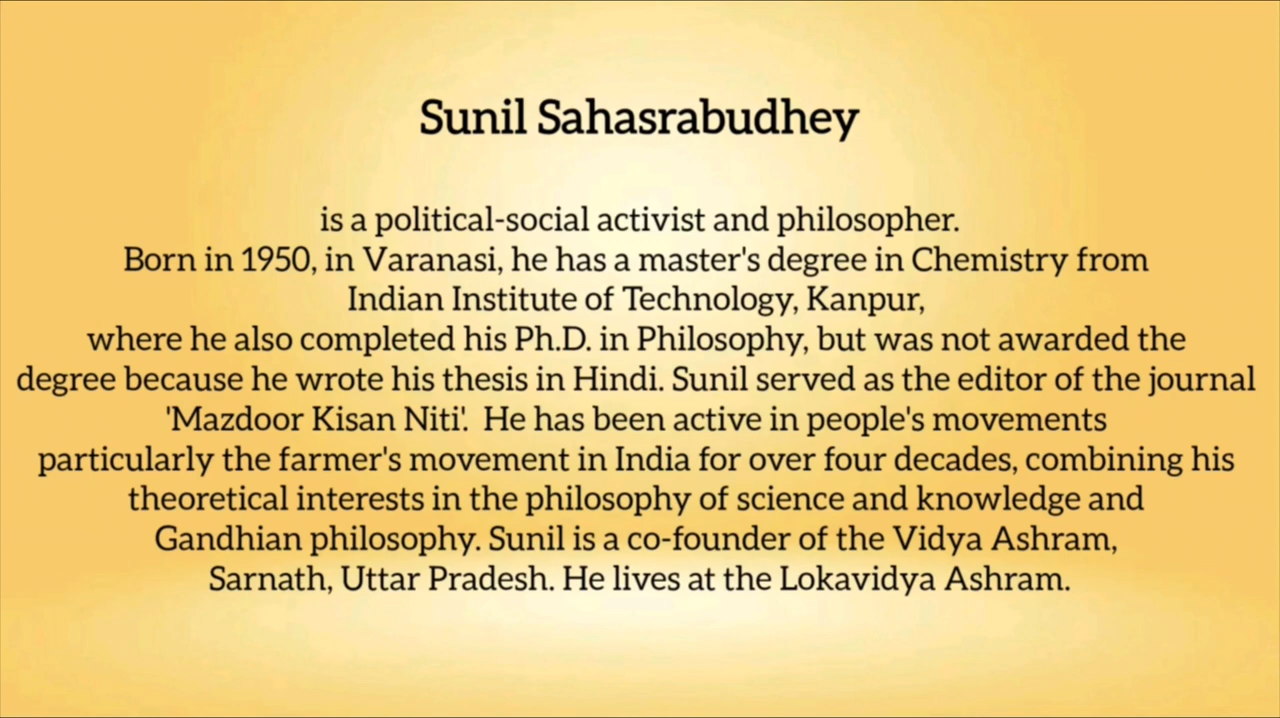 Sunil Sahasrabudhey
is a political-social activist and philosopher.
Born in 1950, in Varanasi, he has a master's degree in Chemistry from
Indian Institute of Technology, Kanpur,
where he also completed his Ph.D. in Philosophy, but was not awarded the
degree because he wrote his thesis in Hindi. Sunil served as the editor of the journal
'Mazdoor Kisan Niti'.  He has been active in people's movements
particularly the farmer's movement in India for over four decades, combining his
theoretical interests in the philosophy of science and knowledge and
Gandhian philosophy. Sunil is a co-founder of the Vidya Ashram,
Sarnath, Uttar Pradesh. He lives at the Lokavidya Ashram.